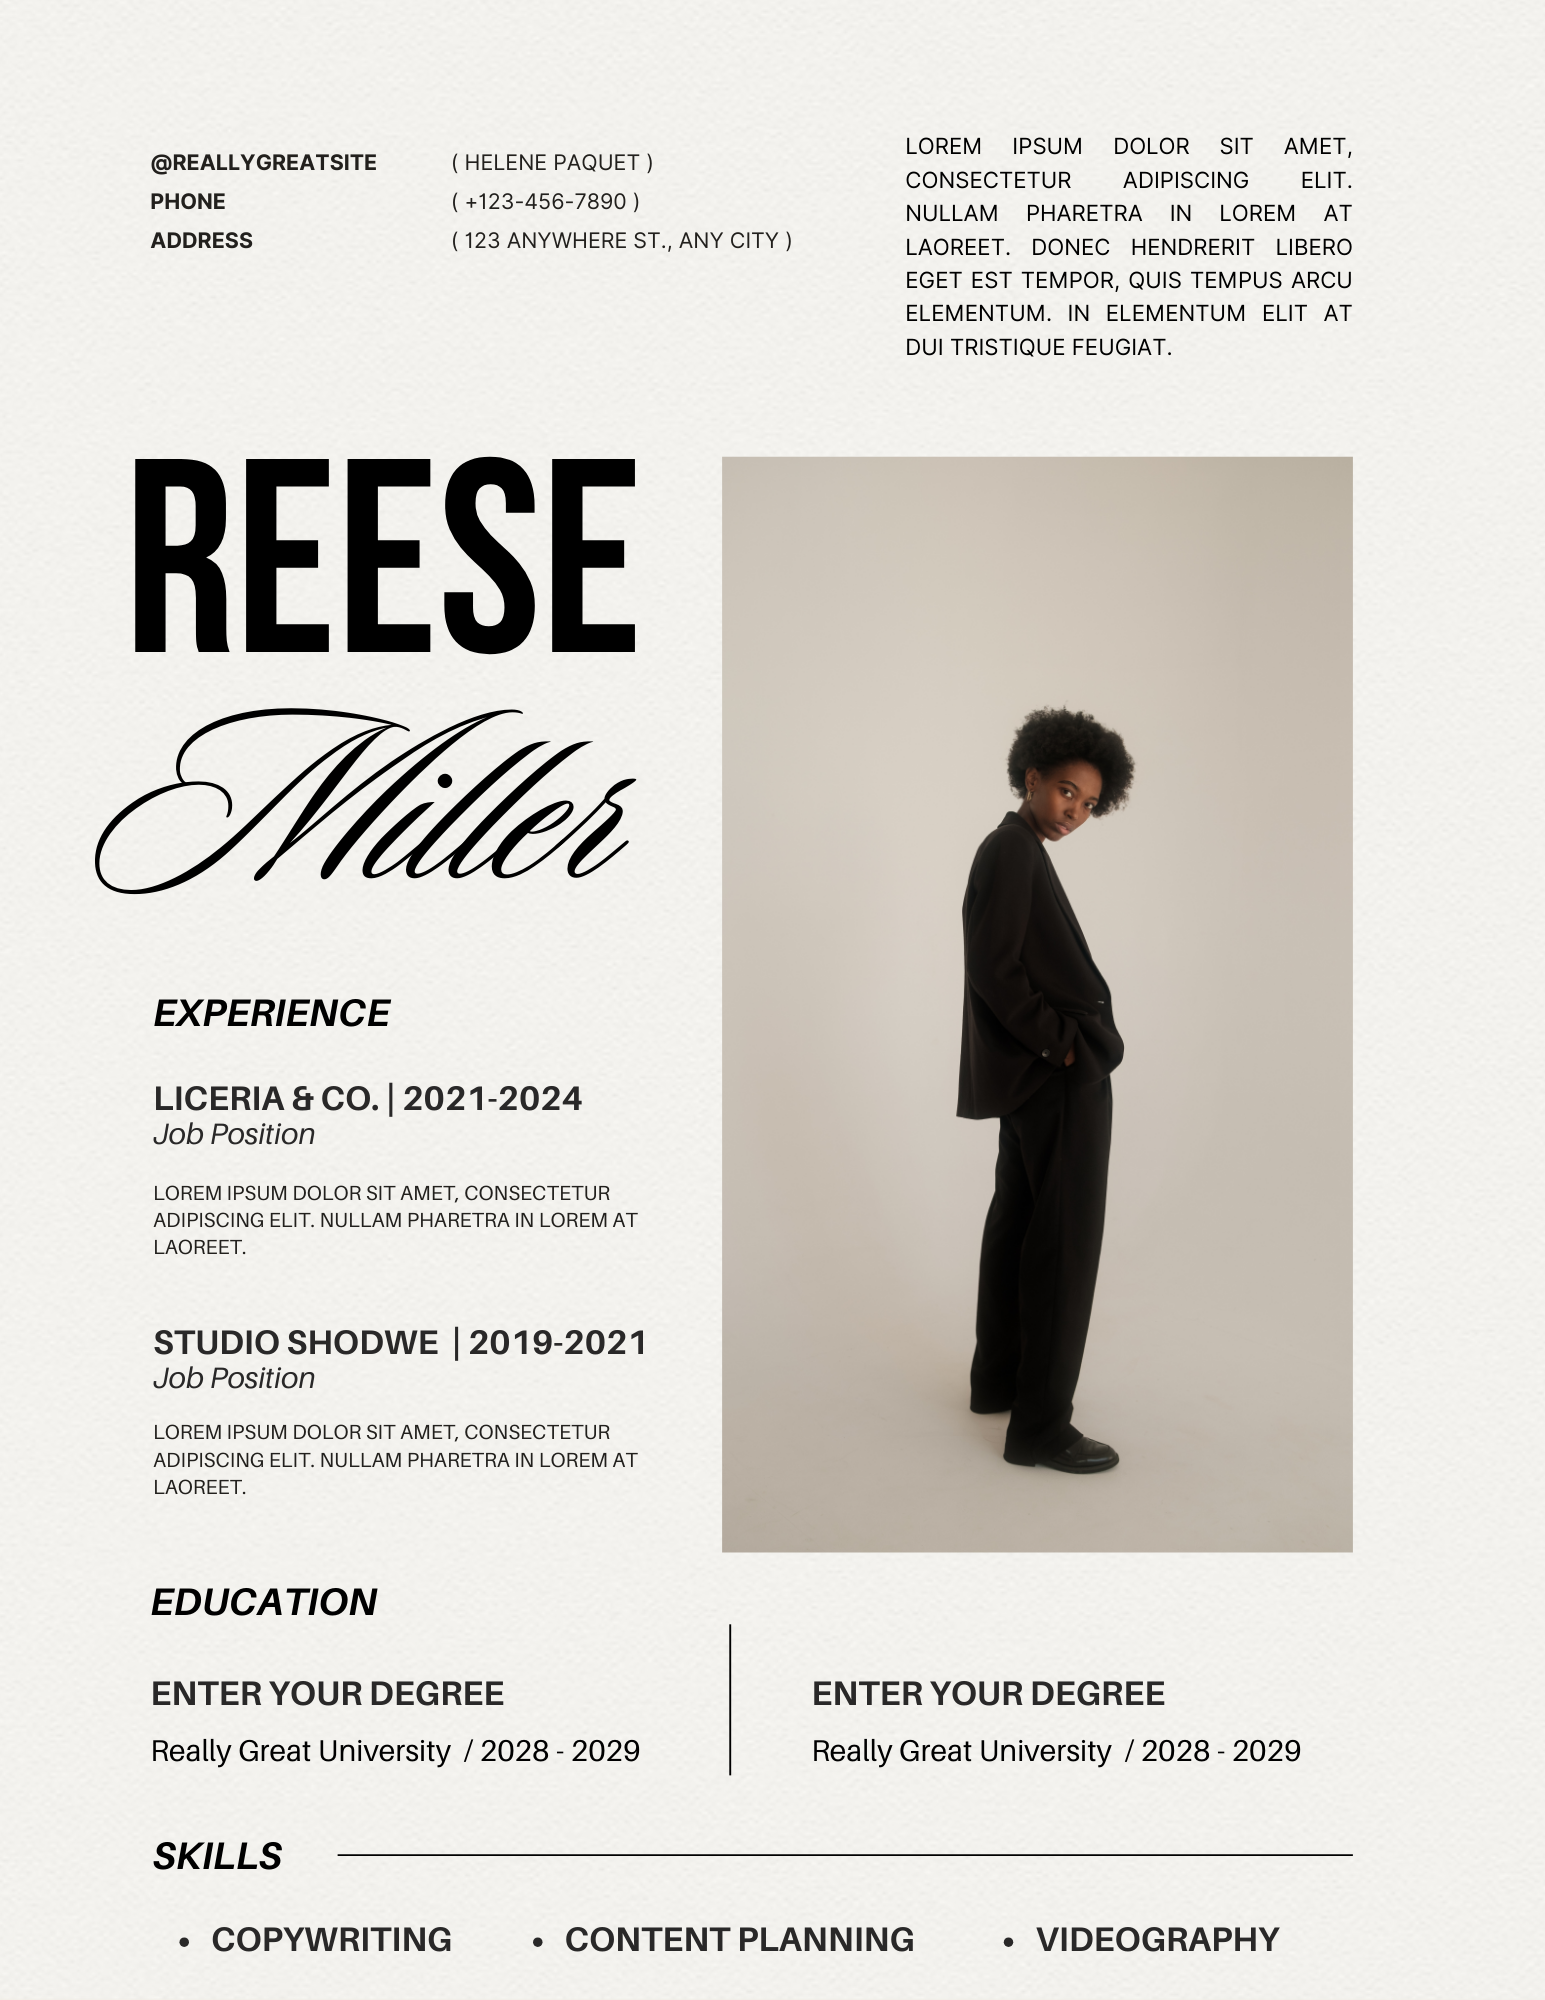 @REALLYGREATSITE ( HELENE PAQUET )
PHONE ( +123-456-7890 )
ADDRESS ( 123 ANYWHERE ST., ANY CITY )
LOREM IPSUM DOLOR SIT AMET,
CONSECTETUR ADIPISCING ELIT.
NULLAM PHARETRA IN LOREM AT
LAOREET. DONEC HENDRERIT LIBERO
EGET EST TEMPOR, QUIS TEMPUS ARCU
ELEMENTUM. IN ELEMENTUM ELIT AT
DUI TRISTIQUE FEUGIAT.
REESE
Miller
EXPERIENCE
LICERIA & CO. | 2021-2024
Job Position
LOREM IPSUM DOLOR SIT AMET, CONSECTETUR
ADIPISCING ELIT. NULLAM PHARETRA IN LOREM AT
LAOREET.
STUDIO SHODWE | 2019-2021
Job Position
LOREM IPSUM DOLOR SIT AMET, CONSECTETUR
ADIPISCING ELIT. NULLAM PHARETRA IN LOREM AT
LAOREET.
EDUCATION
ENTER YOUR DEGREE
Really Great University / 2028 - 2029
ENTER YOUR DEGREE
Really Great University / 2028 - 2029
SKILLS
• COPYWRITING • CONTENT PLANNING • VIDEOGRAPHY